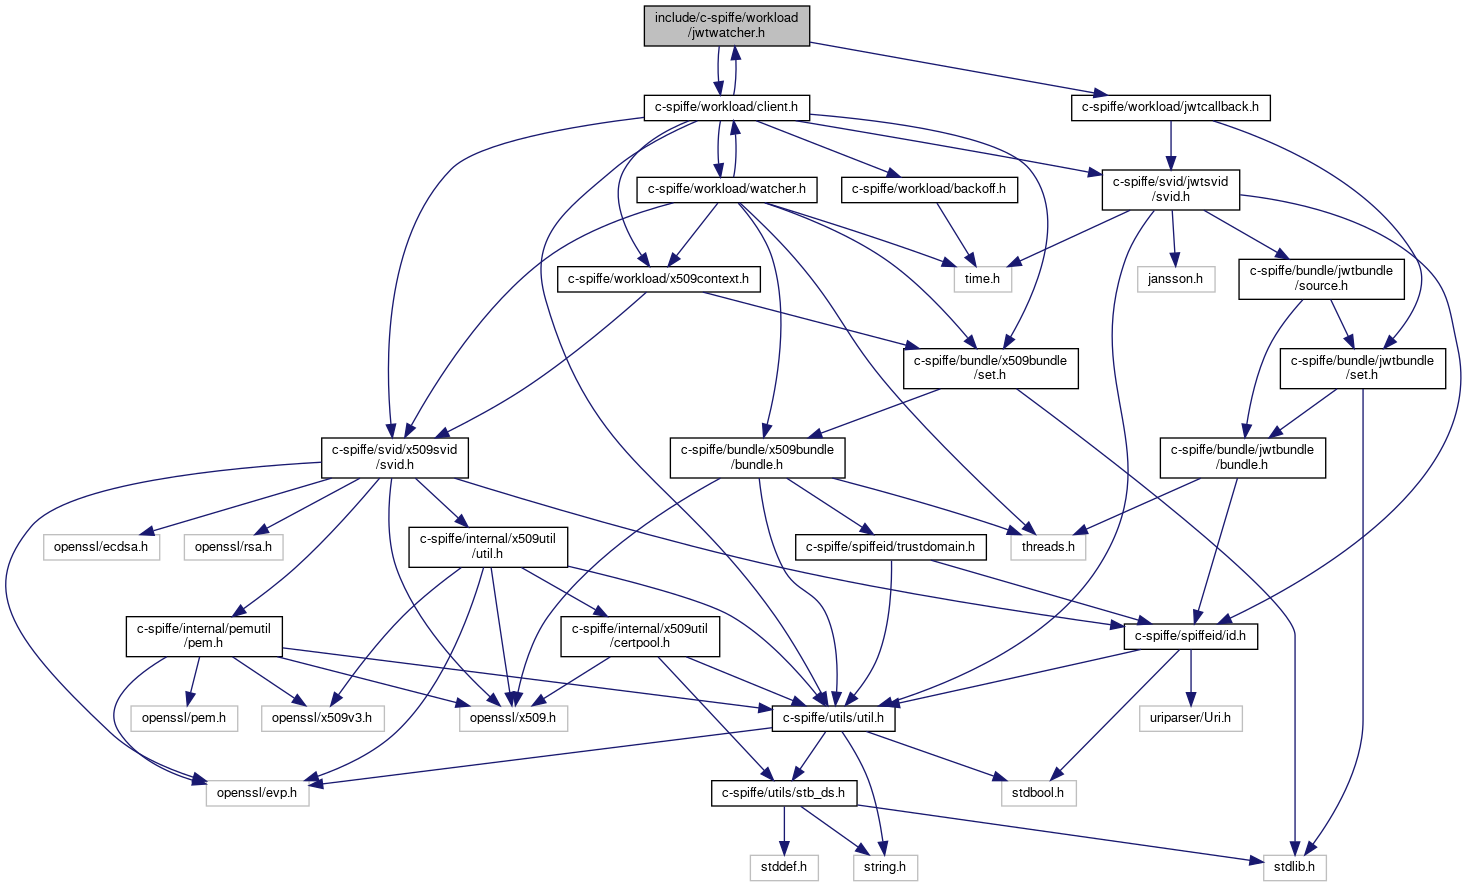 include/c-spiffe/workload
/jwtwatcher.h
c-spiffe/workload/client.h
c-spiffe/workload/jwtcallback.h
c-spiffe/workload/watcher.h
c-spiffe/workload/backoff.h
c-spiffe/svid/jwtsvid
/svid.h
c-spiffe/workload/x509context.h
time.h
jansson.h
c-spiffe/bundle/jwtbundle
/source.h
c-spiffe/bundle/x509bundle
/set.h
c-spiffe/bundle/jwtbundle
/set.h
c-spiffe/svid/x509svid
/svid.h
c-spiffe/bundle/x509bundle
/bundle.h
c-spiffe/bundle/jwtbundle
/bundle.h
openssl/ecdsa.h
openssl/rsa.h
c-spiffe/internal/x509util
/util.h
c-spiffe/spiffeid/trustdomain.h
threads.h
c-spiffe/internal/pemutil
/pem.h
c-spiffe/internal/x509util
/certpool.h
c-spiffe/spiffeid/id.h
openssl/pem.h
openssl/x509v3.h
openssl/x509.h
c-spiffe/utils/util.h
uriparser/Uri.h
openssl/evp.h
c-spiffe/utils/stb_ds.h
stdbool.h
stddef.h
string.h
stdlib.h